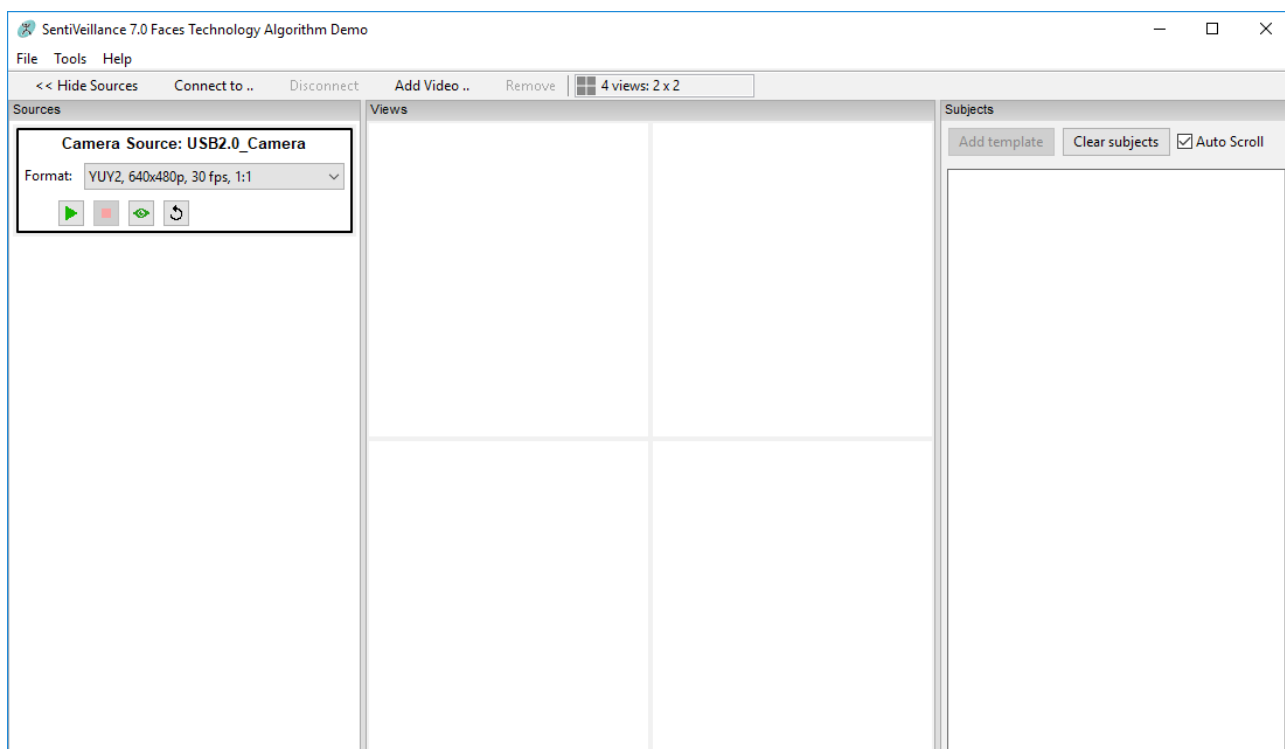 SentiVeillance 7.0 Faces Technology Algorithm Demo
File Tools Help
<< Hide Sources Connect to .. Disconnect Add Video .. Remove 4 views: 2 x 2
Sources Views Subjects
Camera Source: USB2.0_Camera
Add template Clear subjects Auto Scroll
Format: YUY2, 640x480p, 30 fps, 1:1